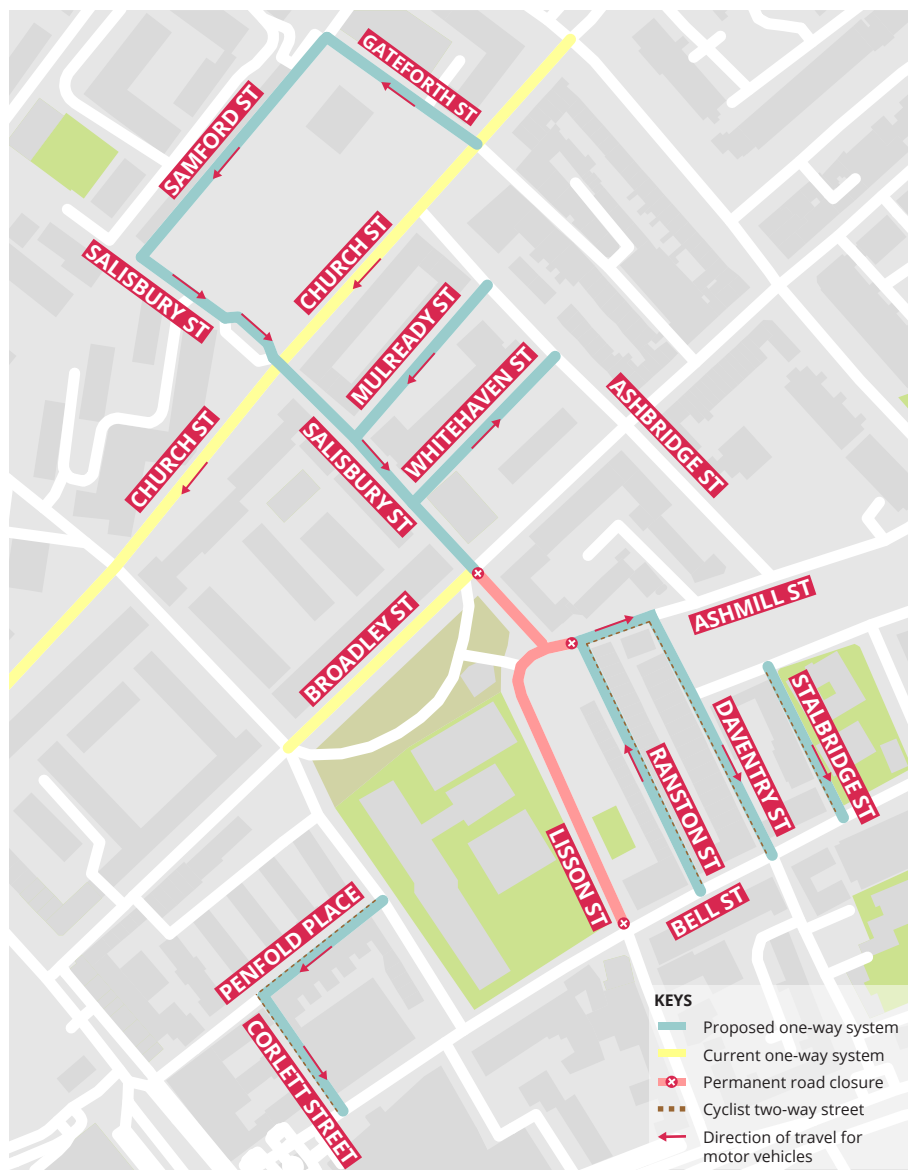 GATEFORTH ST
SAMFORD ST
CHURCH ST
SALISBURY ST
MULREADY ST
WHITEHAVEN ST
ASHBRIDGE ST
CHURCH ST
SALISBURY ST
ASHMILL ST
BROADLEY ST
STALBRIDGE ST
DAVENTRY ST
RANSTON ST
LISSON ST
BELL ST
PENFOLD PLACE
CORLETT STREET
KEYS
Proposed one-way system
Current one-way system
Permanent road closure
Cyclist two-way street
Direction of travel for
motor vehicles